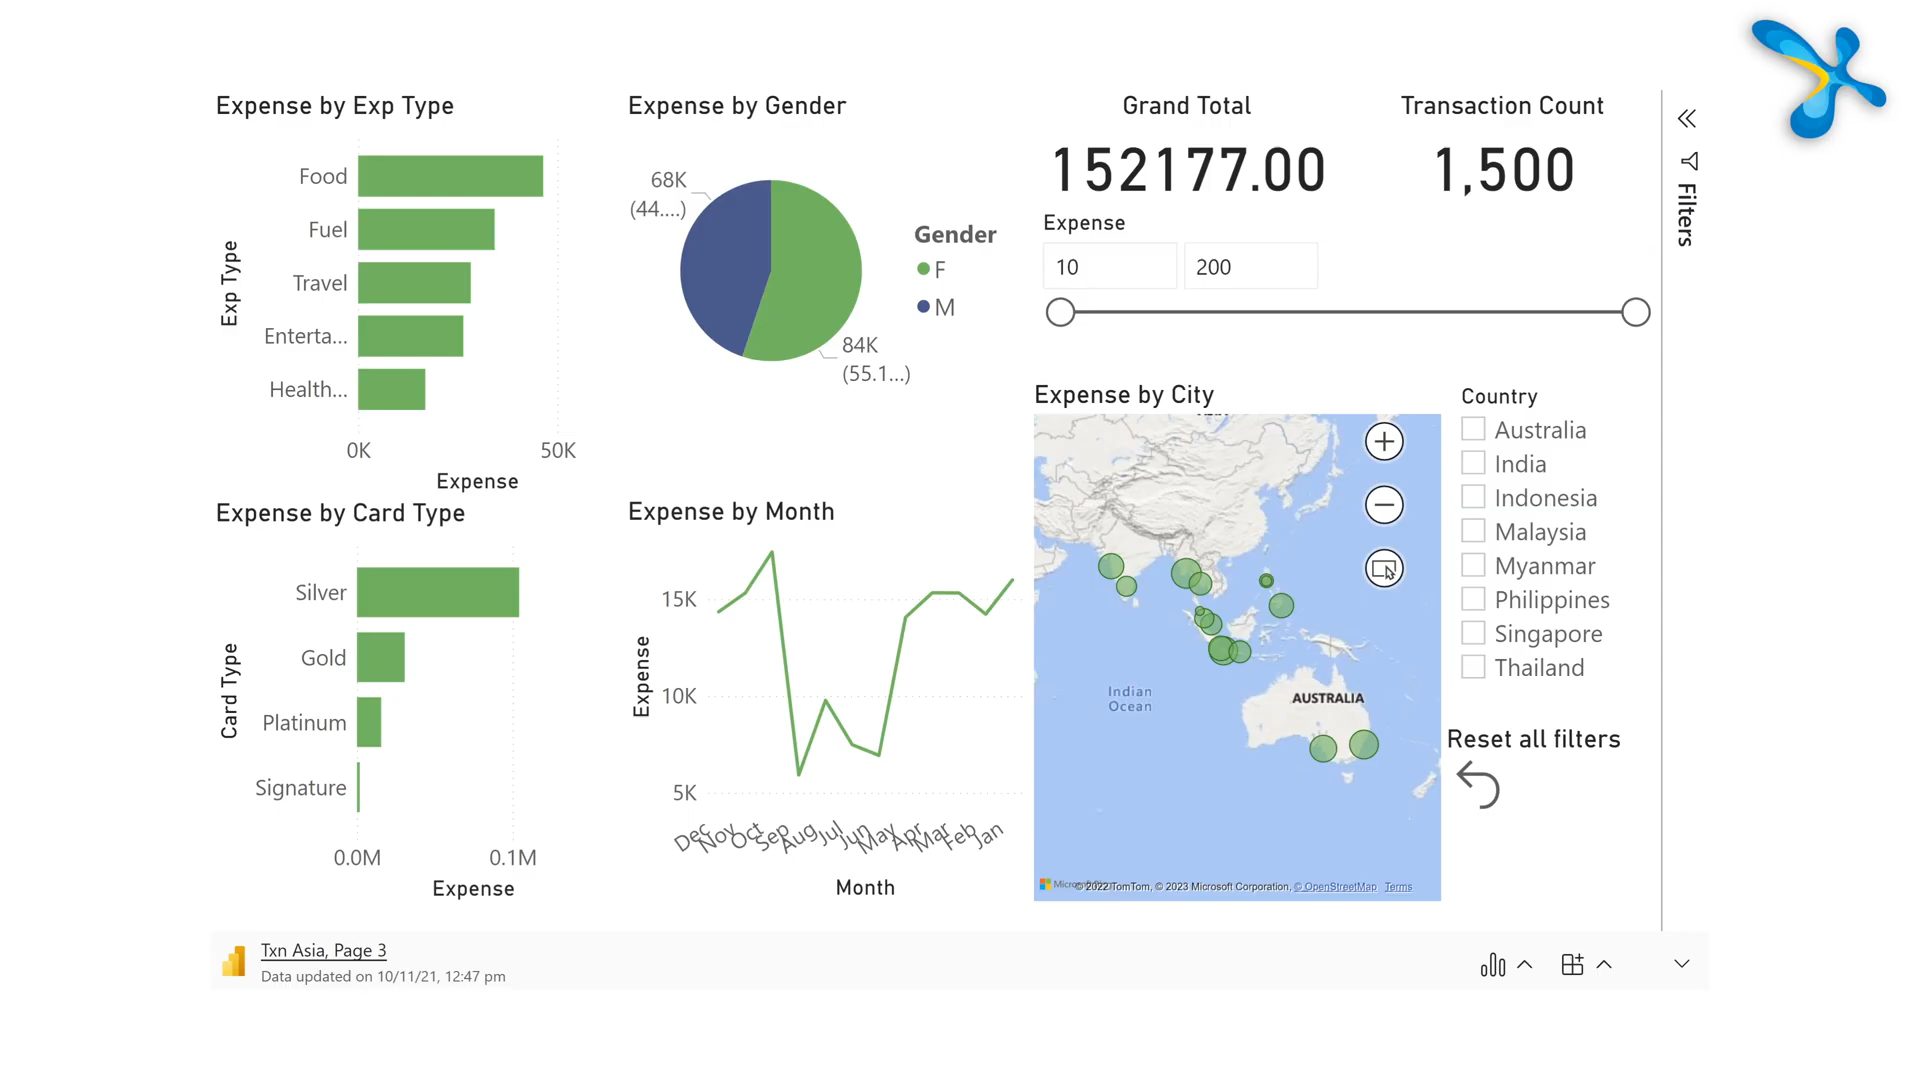 Expense by Exp Type
Exp Type
Food
Fuel
Travel
Enterta...
Health...
0K
50K
Expense
Expense by Gender
68K
(44....)
84K
(55.1...)
Gender
F
M
Grand Total
152177.00
Transaction Count
1,500
Expense
10
200
Filters
Expense by Card Type
Card Type
Silver
Gold
Platinum
Signature
0.0M
0.1M
Expense
Expense by Month
Expense
15K
10K
5K
Dec
Nov
Oct
Sep
Aug
Jul
Jun
May
Apr
Mar
Feb
Jan
Month
Expense by City
Indian
Ocean
AUSTRALIA
© 2022 TomTom, © 2023 Microsoft Corporation, © OpenStreetMap Terms
Country
Australia
India
Indonesia
Malaysia
Myanmar
Philippines
Singapore
Thailand
Reset all filters
Txn Asia, Page 3
Data updated on 10/11/21, 12:47 pm